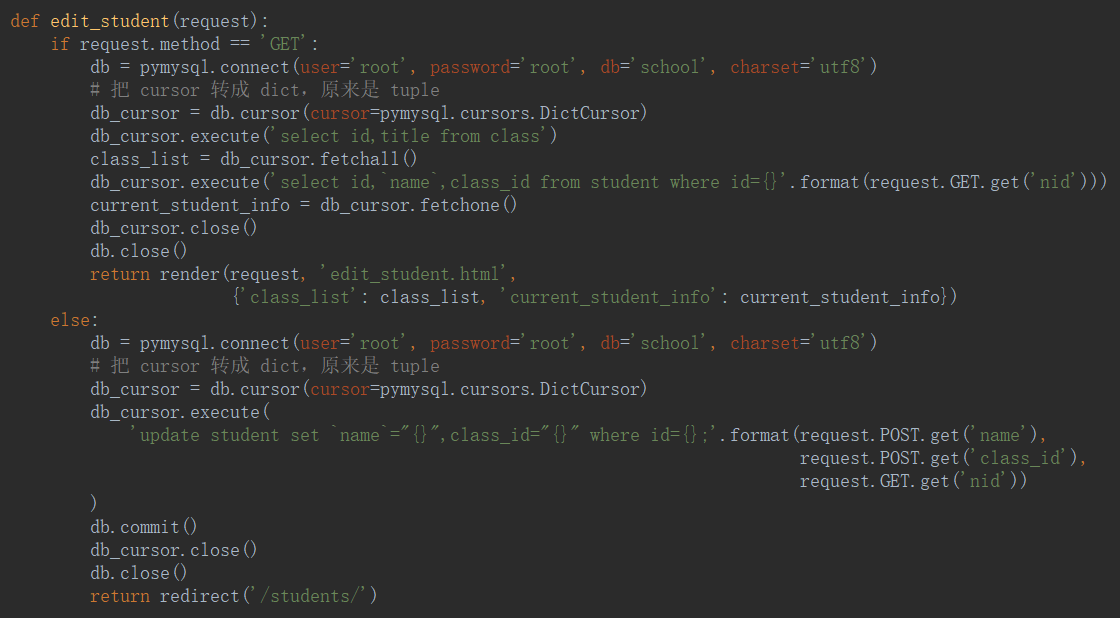 def edit_student(request):
    if request.method == 'GET':
        db = pymysql.connect(user='root', password='root', db='school', charset='utf8')
        # 把 cursor 转成 dict，原来是 tuple
        db_cursor = db.cursor(cursor=pymysql.cursors.DictCursor)
        db_cursor.execute('select id,title from class')
        class_list = db_cursor.fetchall()
        db_cursor.execute('select id,`name`,class_id from student where id={}'.format(request.GET.get('nid')))
        current_student_info = db_cursor.fetchone()
        db_cursor.close()
        db.close()
        return render(request, 'edit_student.html',
                      {'class_list': class_list, 'current_student_info': current_student_info})
    else:
        db = pymysql.connect(user='root', password='root', db='school', charset='utf8')
        # 把 cursor 转成 dict，原来是 tuple
        db_cursor = db.cursor(cursor=pymysql.cursors.DictCursor)
        db_cursor.execute(
            'update student set `name`="{}",class_id="{}" where id={};'.format(request.POST.get('name'),
                                                                               request.POST.get('class_id'),
                                                                               request.GET.get('nid'))
        )
        db.commit()
        db_cursor.close()
        db.close()
        return redirect('/students/')